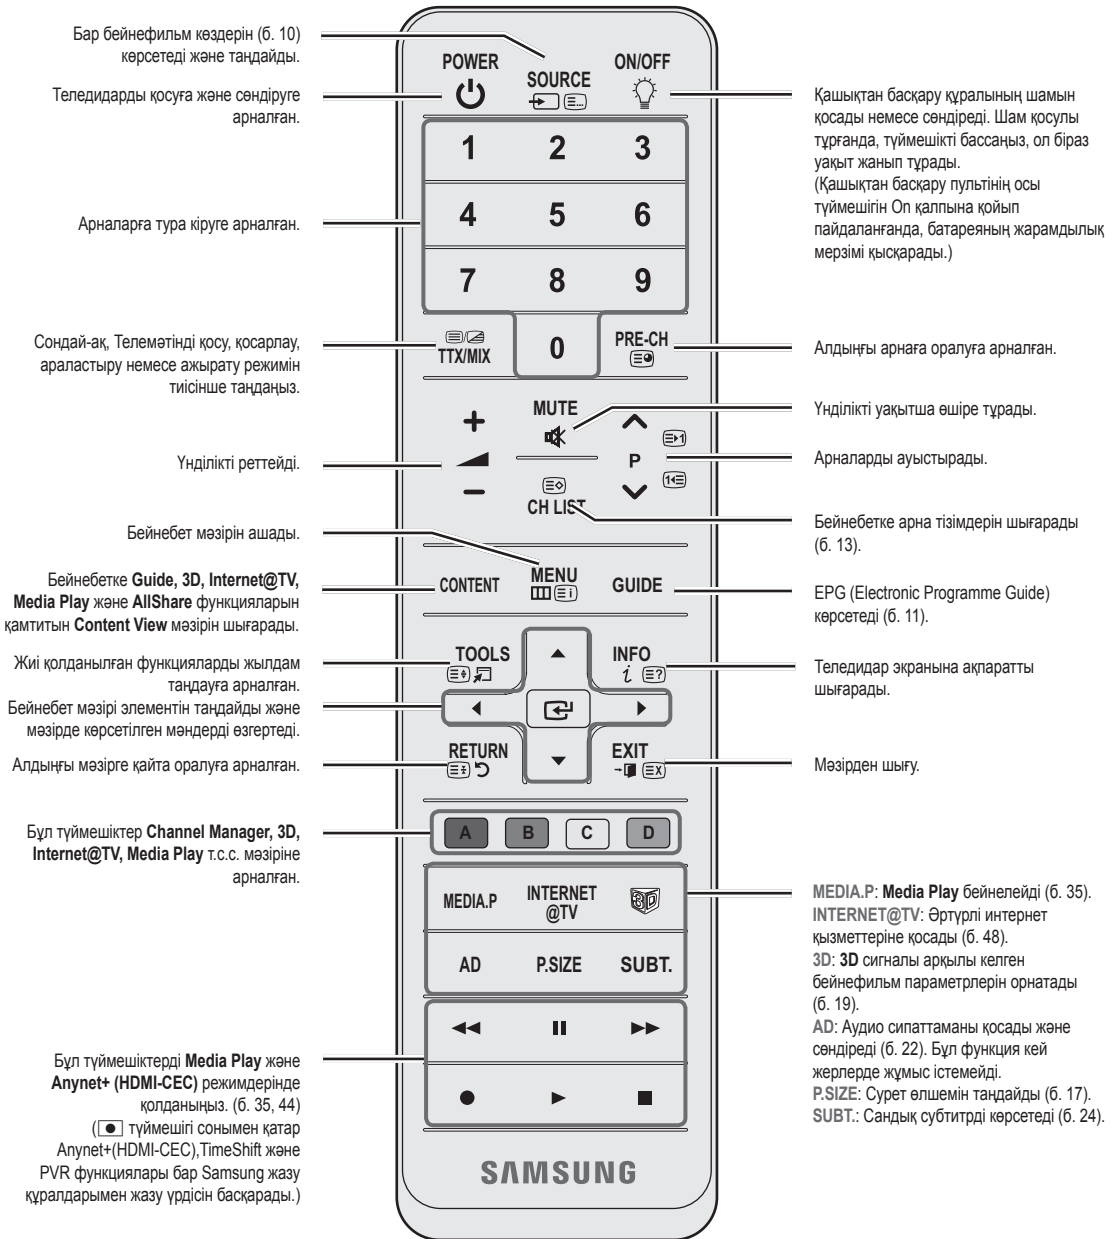 Бар бейнефильм көздерін (б. 10)
көрсетеді және таңдайды.
Теледидарды қосуға және сөндіруге
арналған.
Арналарға тура кіруге арналған.
Сондай-ақ, Телемәтінді қосу, қосарлау,
араластыру немесе ажырату режимін
тиісінше таңдаңыз.
Үнділікті реттейді.
Бейнебет мәзірін ашады.
Бейнебетке Guide, 3D, Internet@TV,
Media Play және AllShare функцияларын
қамтитын Content View мәзірін шығарады.
Жиі қолданылған функцияларды жылдам
таңдауға арналған.
Бейнебет мәзірі элементін таңдайды және
мәзірде көрсетілген мәндерді өзгертеді.
Алдыңғы мәзірге қайта оралуға арналған.
Бұл түймешіктер Channel Manager, 3D,
Internet@TV, Media Play т.с.с. мәзіріне
арналған.
Бұл түймешіктерді Media Play және
Anynet+ (HDMI-CEC) режимдерінде
қолданыңыз. (б. 35, 44)
( түймешігі сонымен қатар
Anynet+(HDMI-CEC),TimeShift және
PVR функциялары бар Samsung жазу
құралдарымен жазу үрдісін басқарады.)
POWER SOURCE ON/OFF
1 2 3
4 5 6
7 8 9
TTX/MIX 0 PRE-CH
MUTE
P
CH LIST
CONTENT MENU GUIDE
TOOLS INFO
RETURN EXIT
A B C D
MEDIA.P INTERNET @TV 3D
AD P.SIZE SUBT.
SAMSUNG
Қашықтан басқару құралының шамын
қосады немесе сөндіреді. Шам қосулы
тұрғанда, түймешікті бассаңыз, ол біраз
уақыт жанып тұрады.
(Қашықтан басқару пультінің осы
түймешігін On қалпына қойып
пайдаланғанда, батареяның жарамдылық
мерзімі қысқарады.)
Алдыңғы арнаға оралуға арналған.
Үнділікті уақытша өшіре тұрады.
Арналарды ауыстырады.
Бейнебетке арна тізімдерін шығарады
(б. 13).
EPG (Electronic Programme Guide)
көрсетеді (б. 11).
Теледидар экранына ақпаратты
шығарады.
Мәзірден шығу.
MEDIA.P: Media Play бейнелейді (б. 35).
INTERNET@TV: Әртүрлі интернет
қызметтеріне қосады (б. 48).
3D: 3D сигналы арқылы келген
бейнефильм параметрлерін орнатады
(б. 19).
AD: Аудио сипаттаманы қосады және
сөндіреді (б. 22). Бұл функция кей
жерлерде жұмыс істемейді.
P.SIZE: Сурет өлшемін таңдайды (б. 17).
SUBT.: Сандық субтитрді көрсетеді (б. 24).